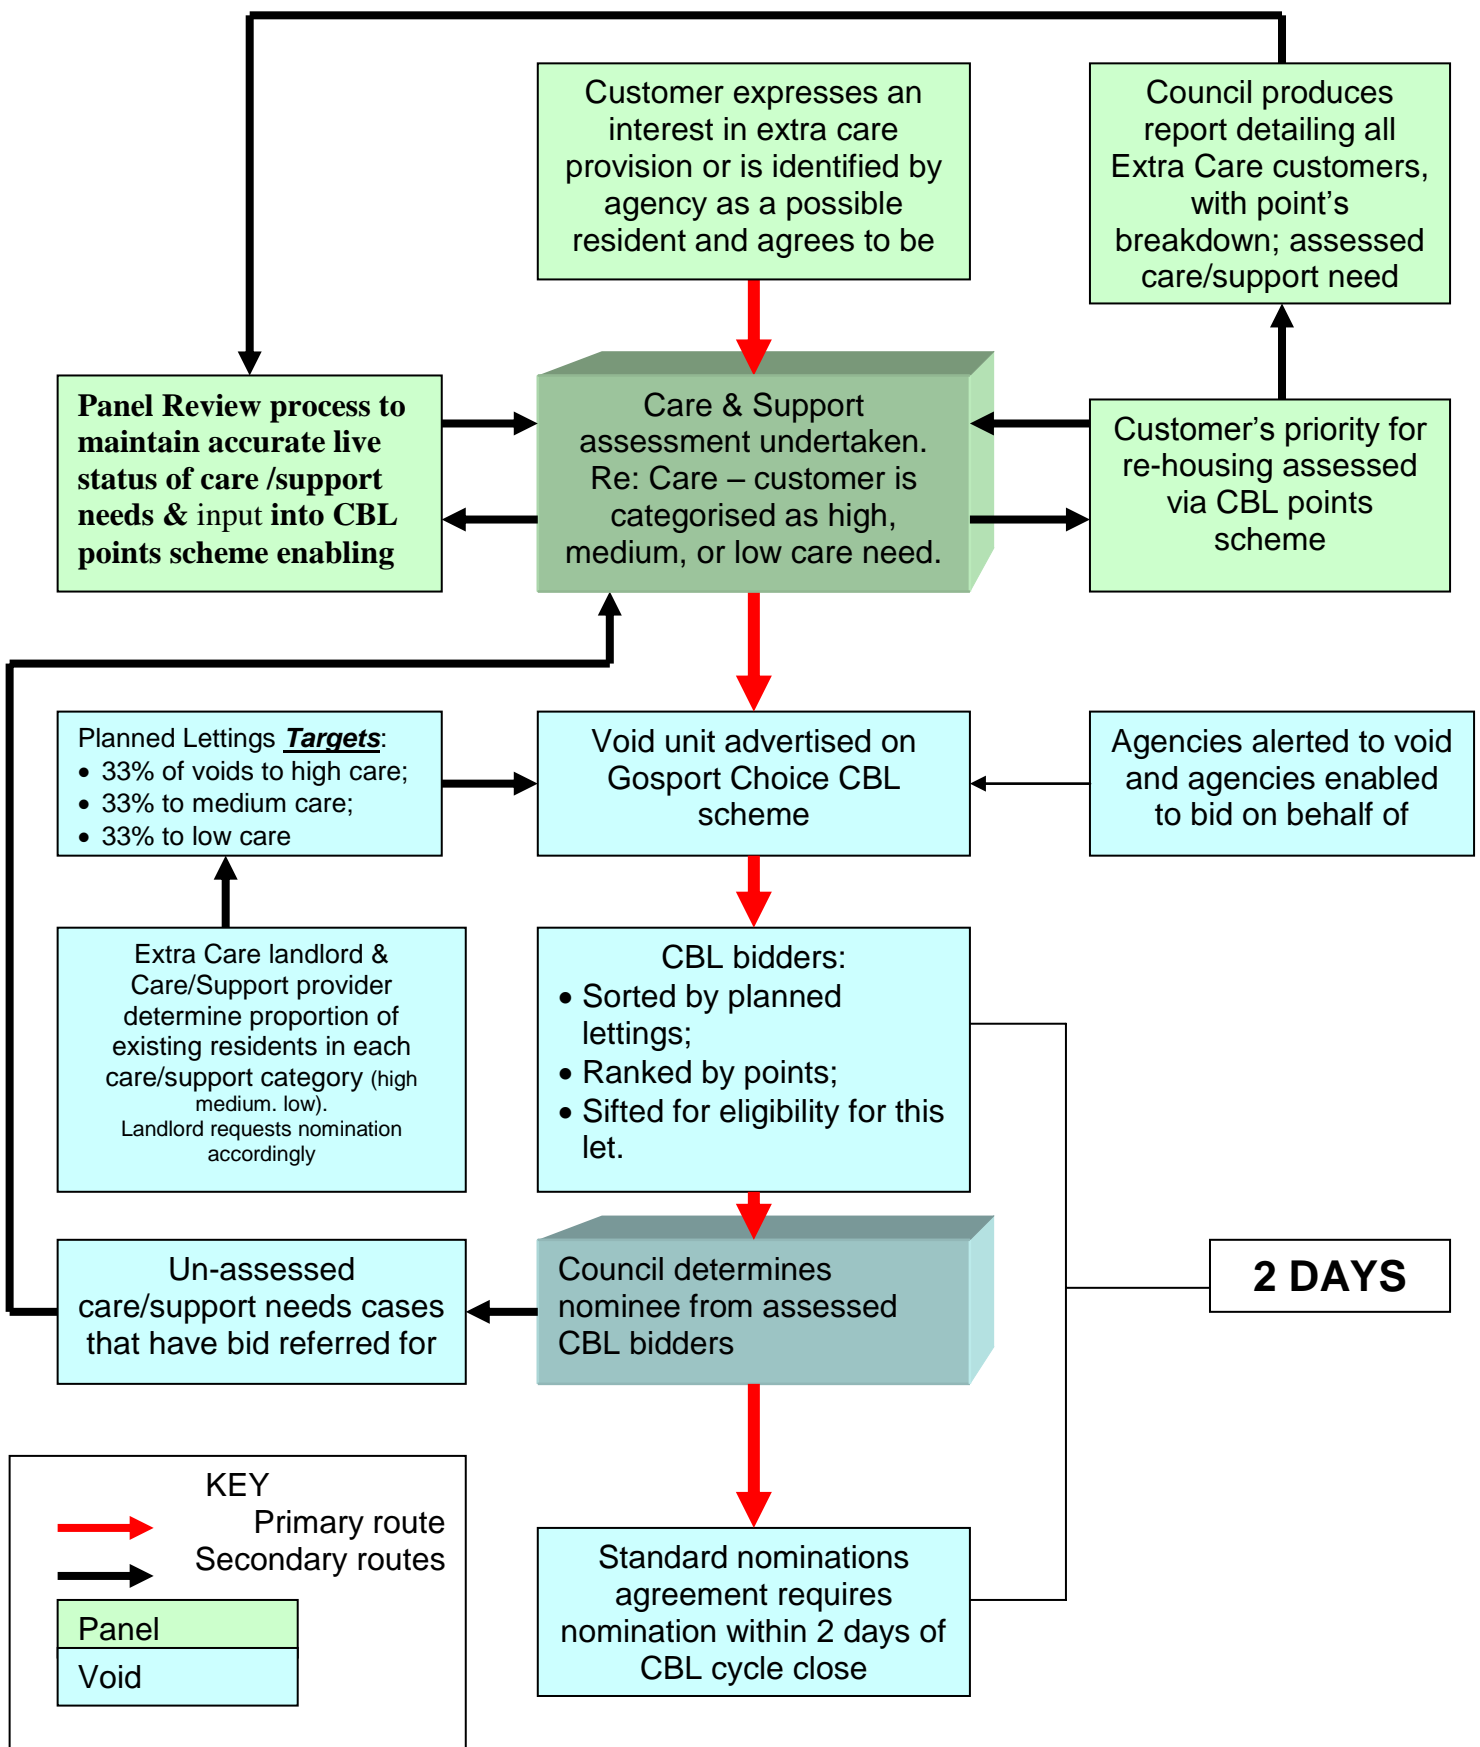 Customer expresses an
interest in extra care
provision or is identified by
agency as a possible
resident and agrees to be
Council produces
report detailing all
Extra Care customers,
with point's
breakdown; assessed
care/support need
Panel Review process to
maintain accurate live
status of care /support
needs & input into CBL
points scheme enabling
Care & Support
assessment undertaken.
Re: Care – customer is
categorised as high,
medium, or low care need.
Customer's priority for
re-housing assessed
via CBL points
scheme
Planned Lettings Targets:
• 33% of voids to high care;
• 33% to medium care;
• 33% to low care
Void unit advertised on
Gosport Choice CBL
scheme
Agencies alerted to void
and agencies enabled
to bid on behalf of
Extra Care landlord &
Care/Support provider
determine proportion of
existing residents in each
care/support category (high
medium. low).
Landlord requests nomination
accordingly
CBL bidders:
• Sorted by planned
lettings;
• Ranked by points;
• Sifted for eligibility for this
let.
Un-assessed
care/support needs cases
that have bid referred for
Council determines
nominee from assessed
CBL bidders
2 DAYS
KEY
Primary route
Secondary routes
Panel
Void
Standard nominations
agreement requires
nomination within 2 days of
CBL cycle close